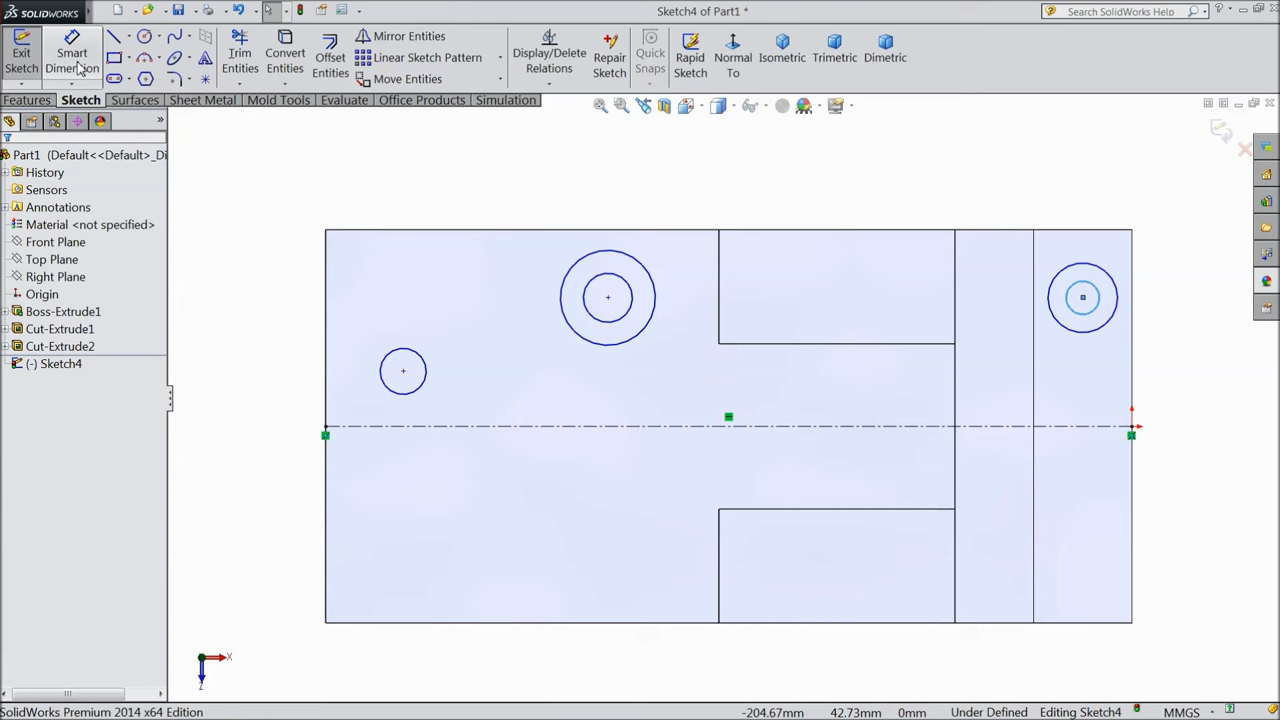 SOLIDWORKS
Sketch4 of Part1 *
Search SolidWorks Help
Exit Sketch
Smart Dimension
Trim Entities
Convert Entities
Offset Entities
Mirror Entities
Linear Sketch Pattern
Move Entities
Display/Delete Relations
Repair Sketch
Quick Snaps
Rapid Sketch
Normal To
Isometric
Trimetric
Dimetric
Features
Sketch
Surfaces
Sheet Metal
Mold Tools
Evaluate
Office Products
Simulation
»
Part1 (Default<<Default>_Di
History
Sensors
Annotations
Material <not specified>
Front Plane
Top Plane
Right Plane
Origin
Boss-Extrude1
Cut-Extrude1
Cut-Extrude2
(-) Sketch4
X
Z
SolidWorks Premium 2014 x64 Edition
-204.67mm
42.73mm
0mm
Under Defined
Editing Sketch4
MMGS